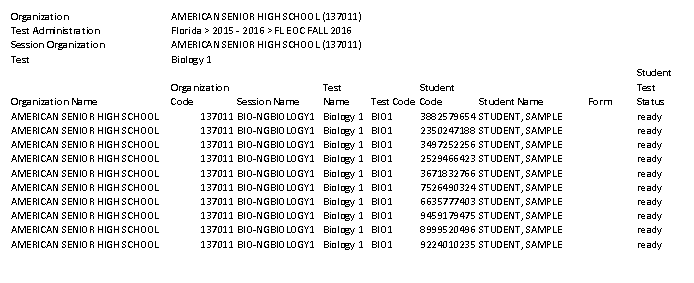 Organization AMERICAN SENIOR HIGH SCHOOL (137011)
Test Administration Florida > 2015 - 2016 > FL EOC FALL 2016
Session Organization AMERICAN SENIOR HIGH SCHOOL (137011)
Test Biology 1
Student
Organization Test Student Test
Organization Name Code Session Name Name Test Code Code Student Name Form Status
AMERICAN SENIOR HIGH SCHOOL 137011 BIO-NGBIOLOGY1 Biology 1 BIO1 3882579654 STUDENT, SAMPLE ready
AMERICAN SENIOR HIGH SCHOOL 137011 BIO-NGBIOLOGY1 Biology 1 BIO1 2350247188 STUDENT, SAMPLE ready
AMERICAN SENIOR HIGH SCHOOL 137011 BIO-NGBIOLOGY1 Biology 1 BIO1 3497252256 STUDENT, SAMPLE ready
AMERICAN SENIOR HIGH SCHOOL 137011 BIO-NGBIOLOGY1 Biology 1 BIO1 2529466423 STUDENT, SAMPLE ready
AMERICAN SENIOR HIGH SCHOOL 137011 BIO-NGBIOLOGY1 Biology 1 BIO1 3671832766 STUDENT, SAMPLE ready
AMERICAN SENIOR HIGH SCHOOL 137011 BIO-NGBIOLOGY1 Biology 1 BIO1 7526490324 STUDENT, SAMPLE ready
AMERICAN SENIOR HIGH SCHOOL 137011 BIO-NGBIOLOGY1 Biology 1 BIO1 6635777403 STUDENT, SAMPLE ready
AMERICAN SENIOR HIGH SCHOOL 137011 BIO-NGBIOLOGY1 Biology 1 BIO1 9459179475 STUDENT, SAMPLE ready
AMERICAN SENIOR HIGH SCHOOL 137011 BIO-NGBIOLOGY1 Biology 1 BIO1 8999520496 STUDENT, SAMPLE ready
AMERICAN SENIOR HIGH SCHOOL 137011 BIO-NGBIOLOGY1 Biology 1 BIO1 9224010235 STUDENT, SAMPLE ready